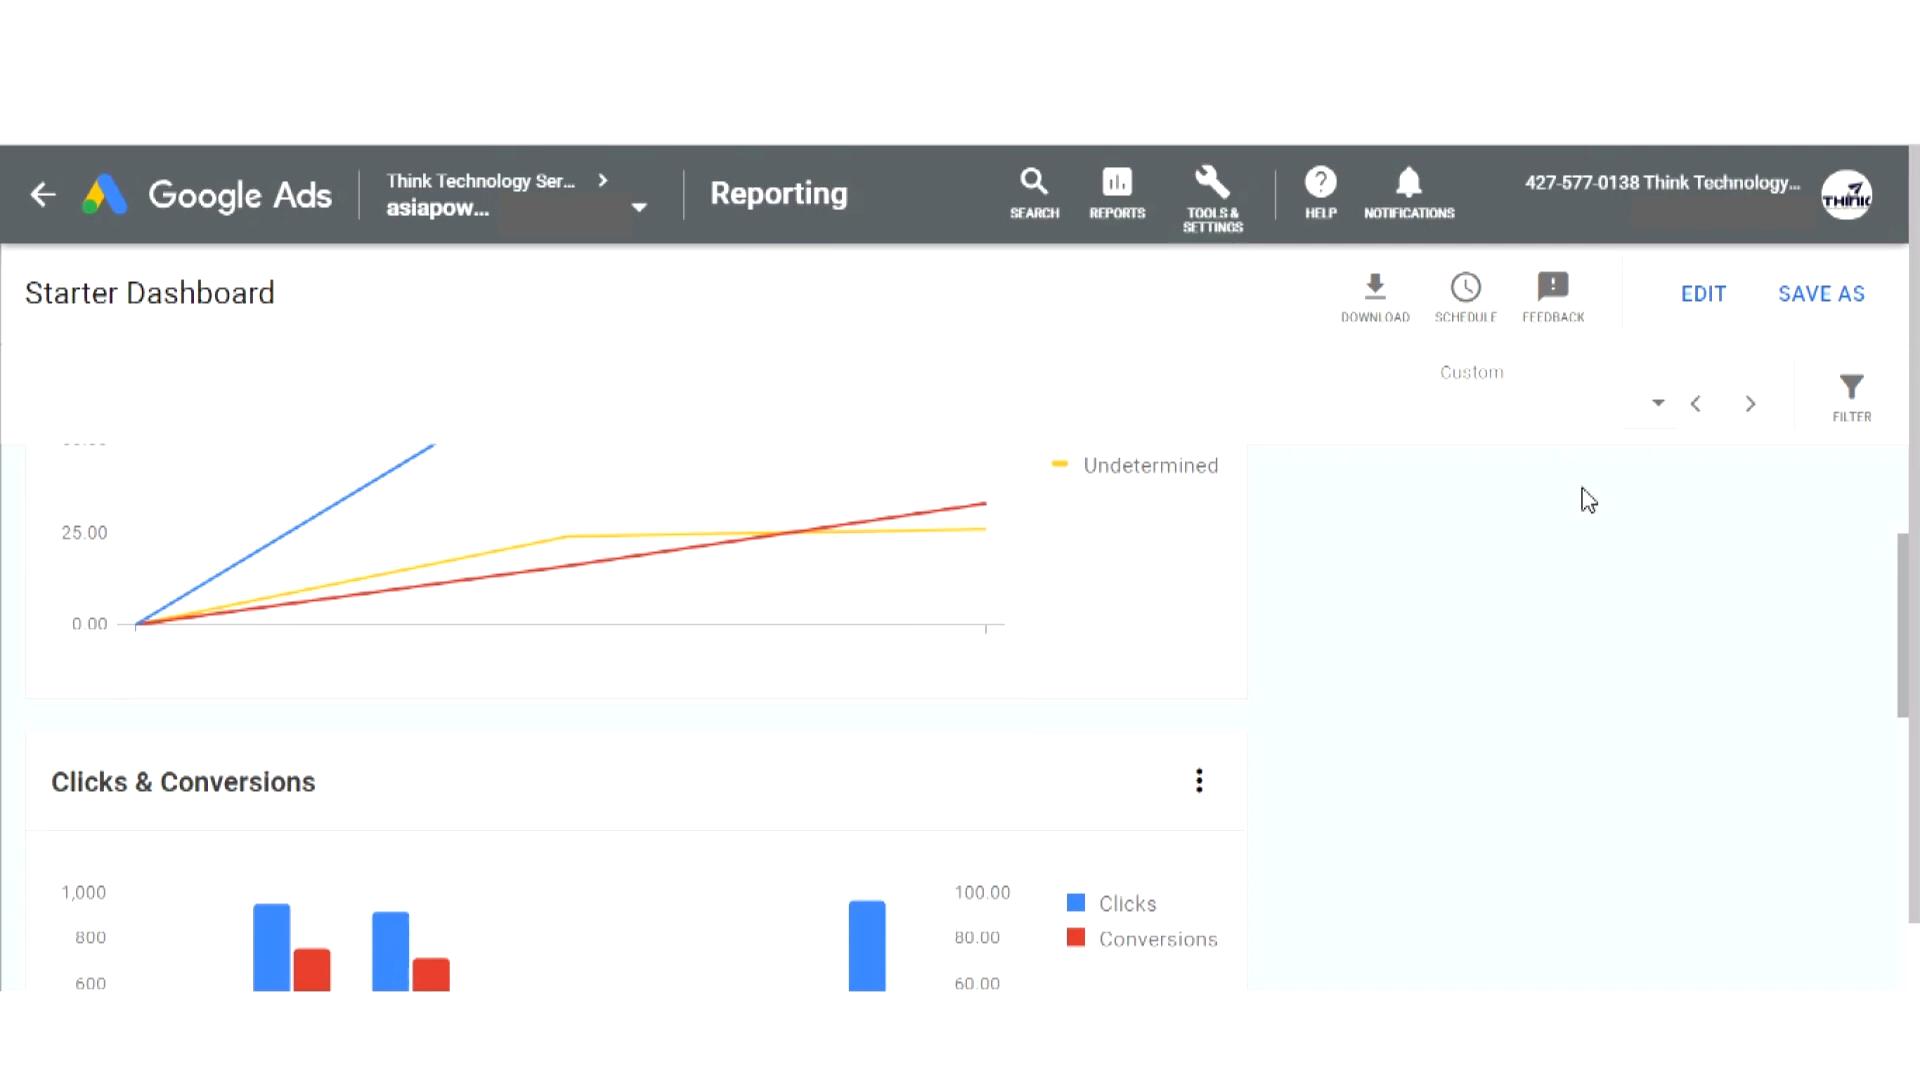 Google Ads
Think Technology Ser...
asiapow...
Reporting
SEARCH
REPORTS
TOOLS &
SETTINGS
HELP
NOTIFICATIONS
427-577-0138 Think Technology...
THINK
Starter Dashboard
DOWNLOAD
SCHEDULE
FEEDBACK
EDIT
SAVE AS
Custom
FILTER
Undetermined
25.00
0.00
Clicks & Conversions
1,000
800
600
100.00
80.00
60.00
Clicks
Conversions